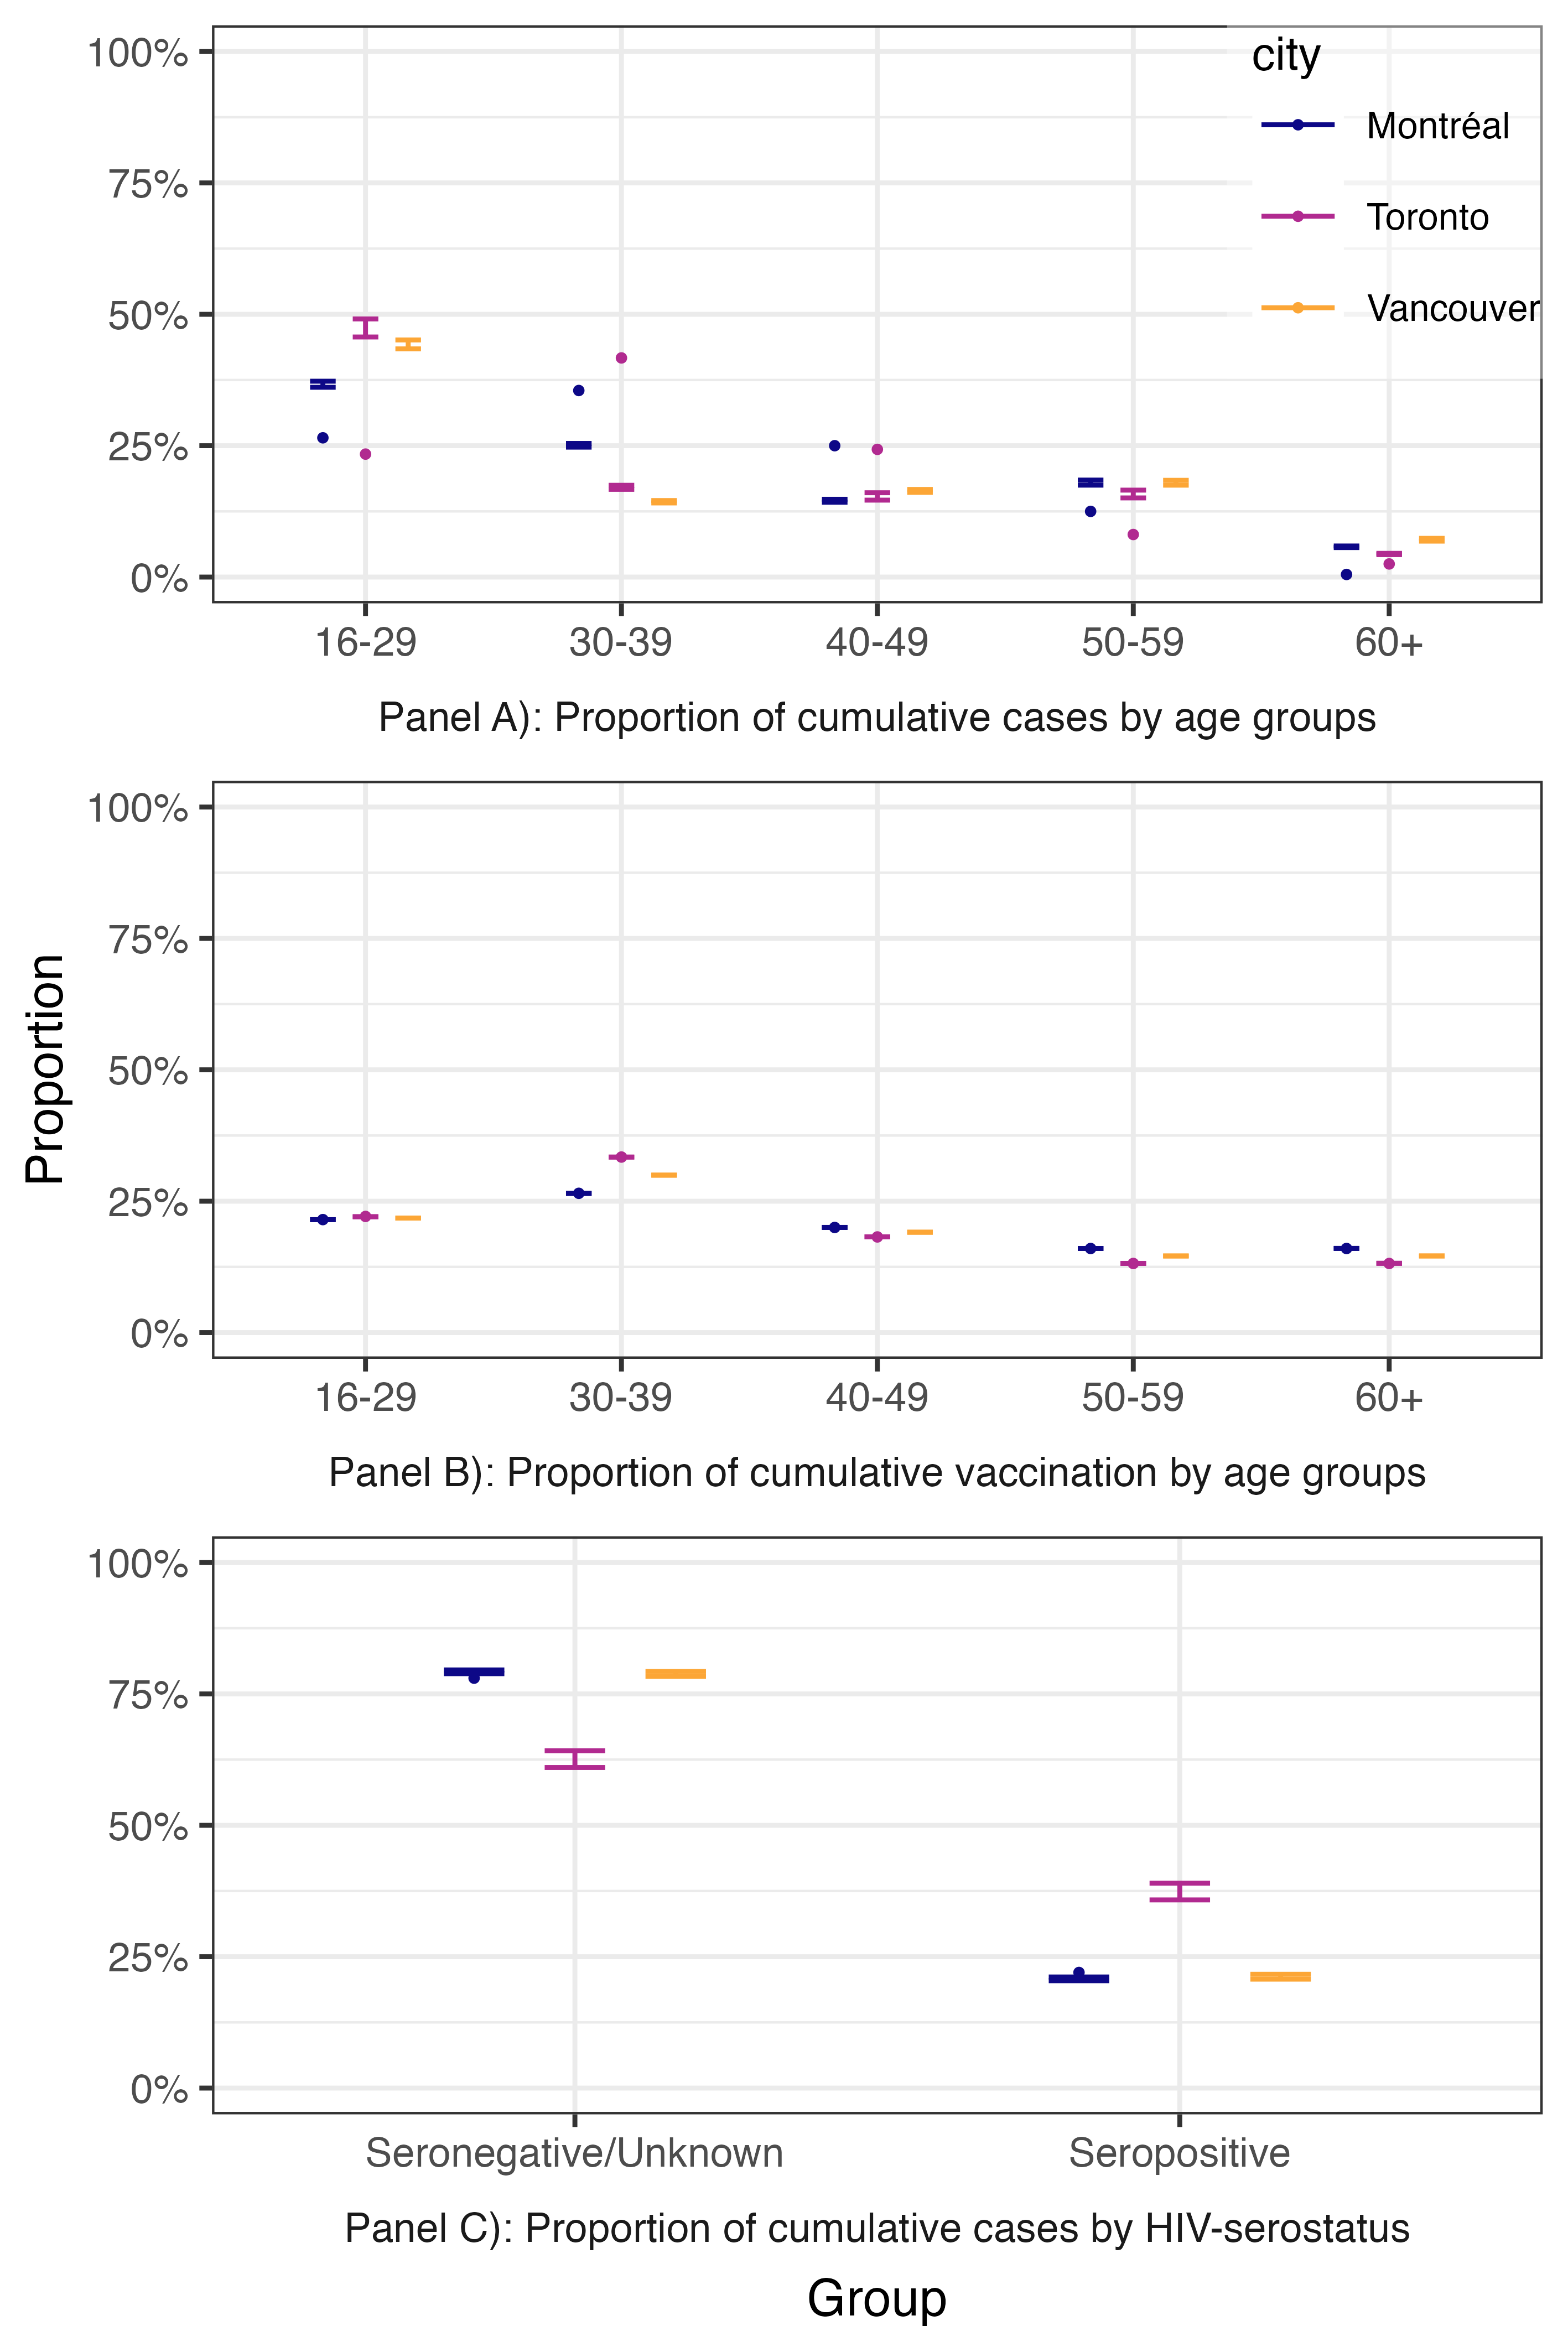 city
Montréal
Toronto
Vancouver
100%
75%
50%
25%
0%
16-29 30-39 40-49 50-59 60+
Panel A): Proportion of cumulative cases by age groups
Proportion
100%
75%
50%
25%
0%
16-29 30-39 40-49 50-59 60+
Panel B): Proportion of cumulative vaccination by age groups
100%
75%
50%
25%
0%
Seronegative/Unknown Seropositive
Panel C): Proportion of cumulative cases by HIV-serostatus
Group